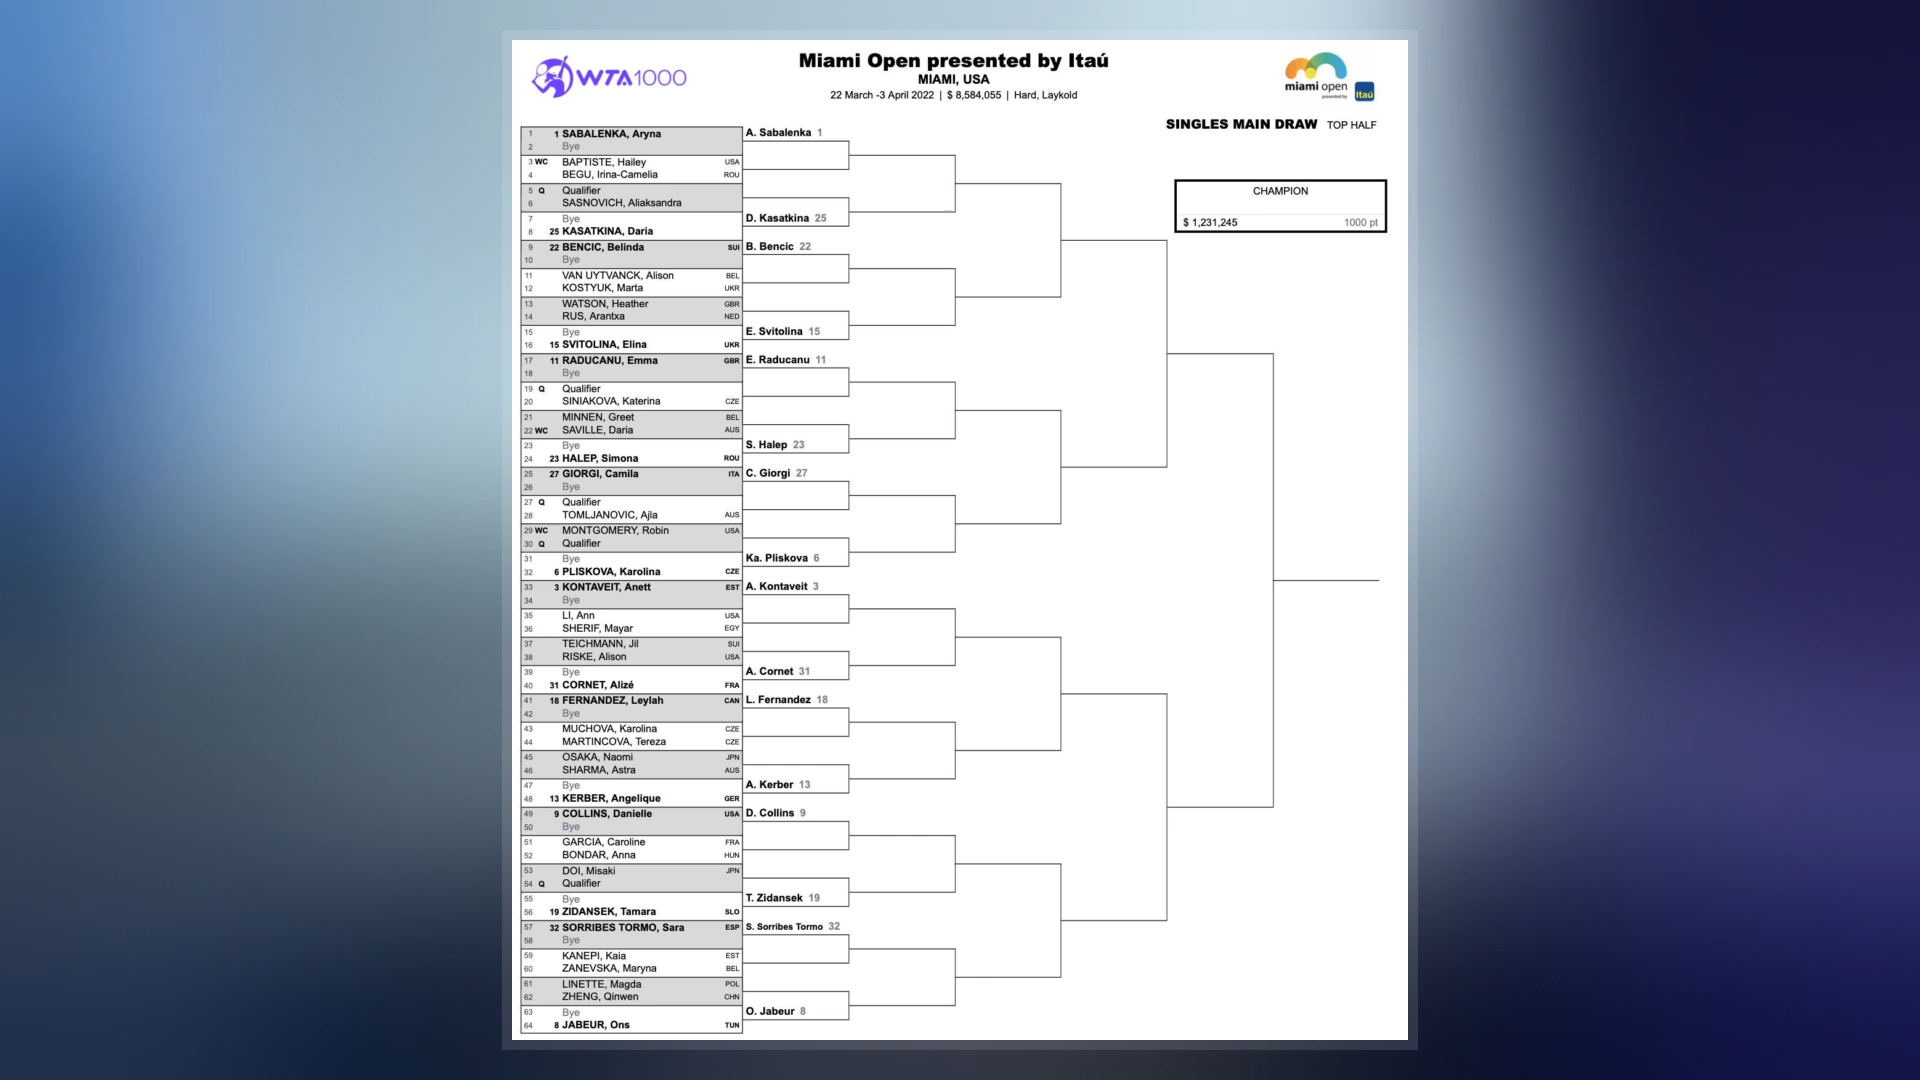 WTA1000
Miami Open presented by Itaú
MIAMI, USA
22 March -3 April 2022 | $ 8,584,055 | Hard, Laykold
miami open
presented by Itaú
SINGLES MAIN DRAW TOP HALF
CHAMPION
$ 1,231,245 1000 pt
1 1 SABALENKA, Aryna
A. Sabalenka 1
2 Bye
3 WC BAPTISTE, Hailey USA
4 BEGU, Irina-Camelia ROU
5 Q Qualifier
6 SASNOVICH, Aliaksandra
7 Bye
D. Kasatkina 25
8 25 KASATKINA, Daria
9 22 BENCIC, Belinda SUI
B. Bencic 22
10 Bye
11 VAN UYTVANCK, Alison BEL
12 KOSTYUK, Marta UKR
13 WATSON, Heather GBR
14 RUS, Arantxa NED
15 Bye
E. Svitolina 15
16 15 SVITOLINA, Elina UKR
17 11 RADUCANU, Emma GBR
E. Raducanu 11
18 Bye
19 Q Qualifier
20 SINIAKOVA, Katerina CZE
21 MINNEN, Greet BEL
22 WC SAVILLE, Daria AUS
23 Bye
S. Halep 23
24 23 HALEP, Simona ROU
25 27 GIORGI, Camila ITA
C. Giorgi 27
26 Bye
27 Q Qualifier
28 TOMLJANOVIC, Ajla AUS
29 WC MONTGOMERY, Robin USA
30 Q Qualifier
31 Bye
Ka. Pliskova 6
32 6 PLISKOVA, Karolina CZE
33 3 KONTAVEIT, Anett EST
A. Kontaveit 3
34 Bye
35 LI, Ann USA
36 SHERIF, Mayar EGY
37 TEICHMANN, Jil SUI
38 RISKE, Alison USA
39 Bye
A. Cornet 31
40 31 CORNET, Alizé FRA
41 18 FERNANDEZ, Leylah CAN
L. Fernandez 18
42 Bye
43 MUCHOVA, Karolina CZE
44 MARTINCOVA, Tereza CZE
45 OSAKA, Naomi JPN
46 SHARMA, Astra AUS
47 Bye
A. Kerber 13
48 13 KERBER, Angelique GER
49 9 COLLINS, Danielle USA
D. Collins 9
50 Bye
51 GARCIA, Caroline FRA
52 BONDAR, Anna HUN
53 DOI, Misaki JPN
54 Q Qualifier
55 Bye
T. Zidansek 19
56 19 ZIDANSEK, Tamara SLO
57 32 SORRIBES TORMO, Sara ESP
S. Sorribes Tormo 32
58 Bye
59 KANEPI, Kaia EST
60 ZANEVSKA, Maryna BEL
61 LINETTE, Magda POL
62 ZHENG, Qinwen CHN
63 Bye
O. Jabeur 8
64 8 JABEUR, Ons TUN